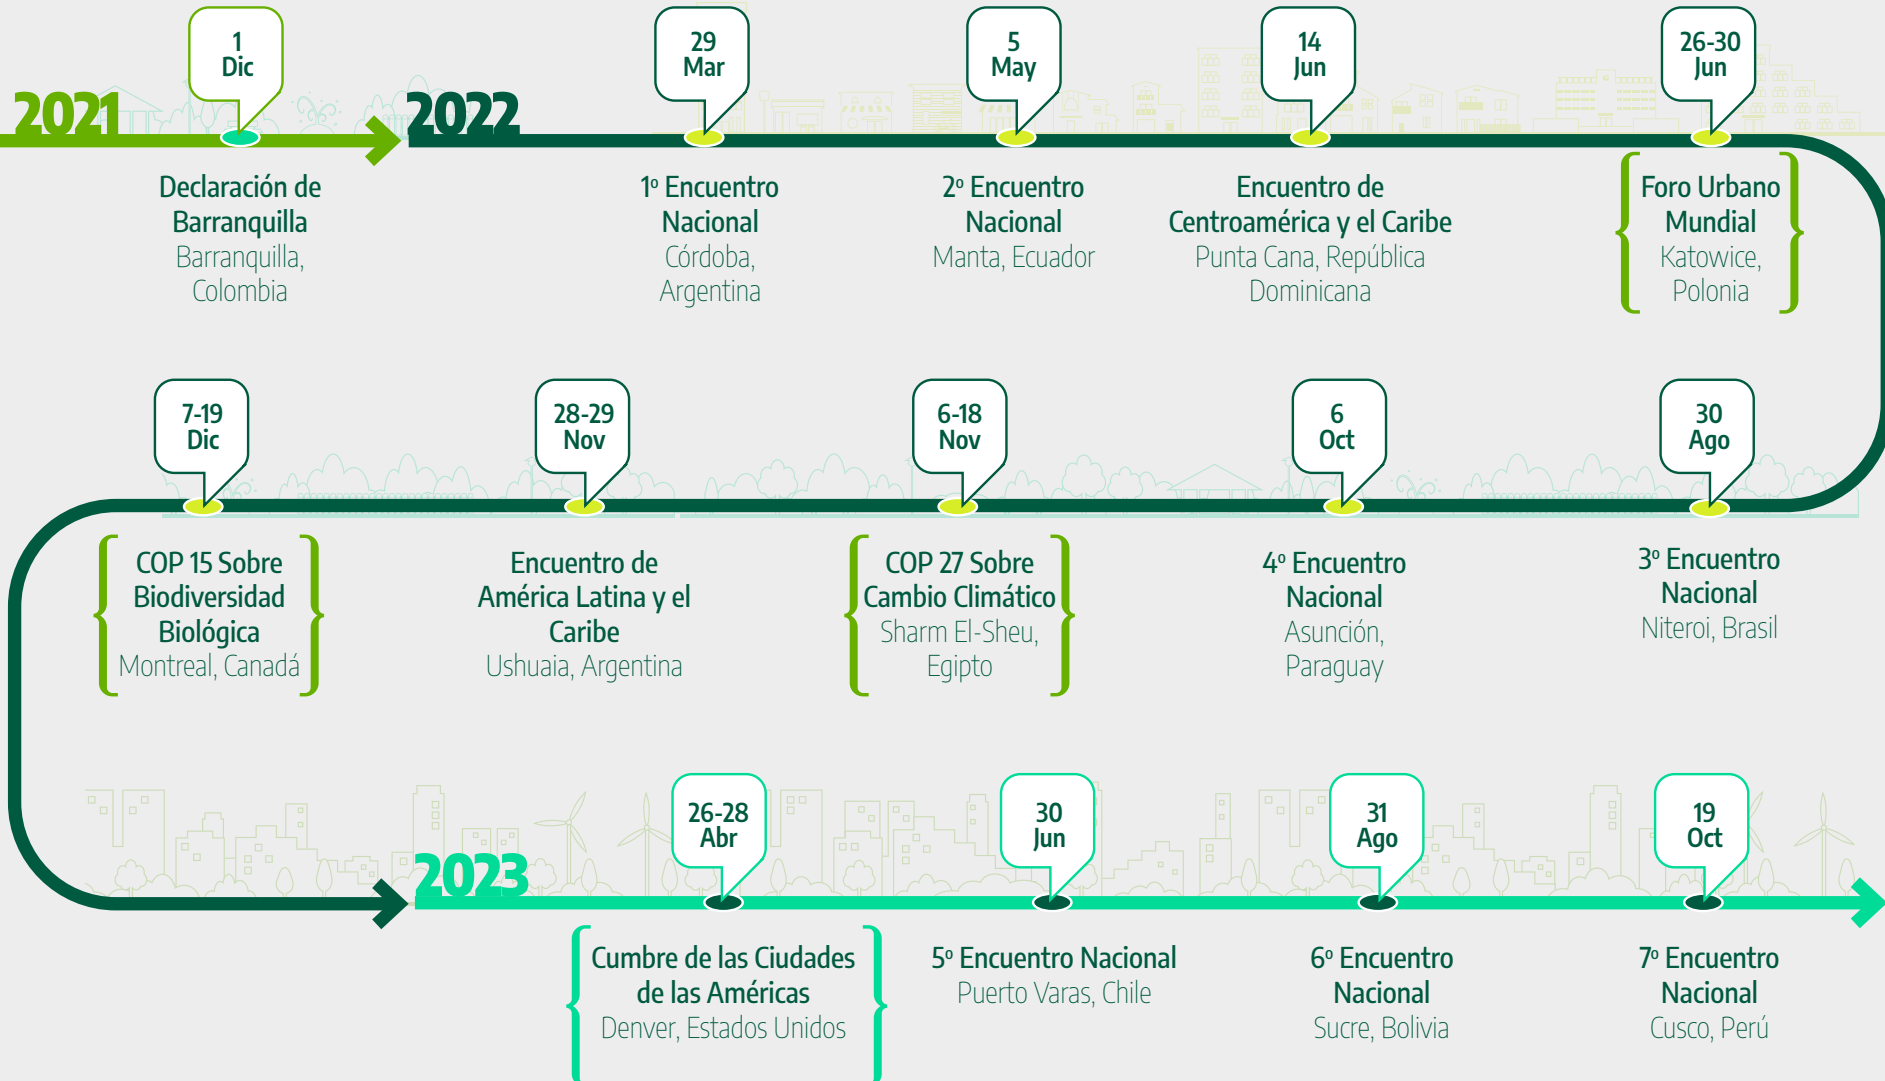 2021
1
Dic
Declaración de
Barranquilla
Barranquilla,
Colombia
2022
29
Mar
1º Encuentro
Nacional
Córdoba,
Argentina
5
May
2º Encuentro
Nacional
Manta, Ecuador
14
Jun
Encuentro de
Centroamérica y el Caribe
Punta Cana, República
Dominicana
26-30
Jun
Foro Urbano
Mundial
Katowice,
Polonia
30
Ago
3º Encuentro
Nacional
Niteroi, Brasil
6
Oct
4º Encuentro
Nacional
Asunción,
Paraguay
6-18
Nov
COP 27 Sobre
Cambio Climático
Sharm El-Sheu,
Egipto
28-29
Nov
Encuentro de
América Latina y el
Caribe
Ushuaia, Argentina
7-19
Dic
COP 15 Sobre
Biodiversidad
Biológica
Montreal, Canadá
2023
26-28
Abr
Cumbre de las Ciudades
de las Américas
Denver, Estados Unidos
30
Jun
5º Encuentro Nacional
Puerto Varas, Chile
31
Ago
6º Encuentro
Nacional
Sucre, Bolivia
19
Oct
7º Encuentro
Nacional
Cusco, Perú